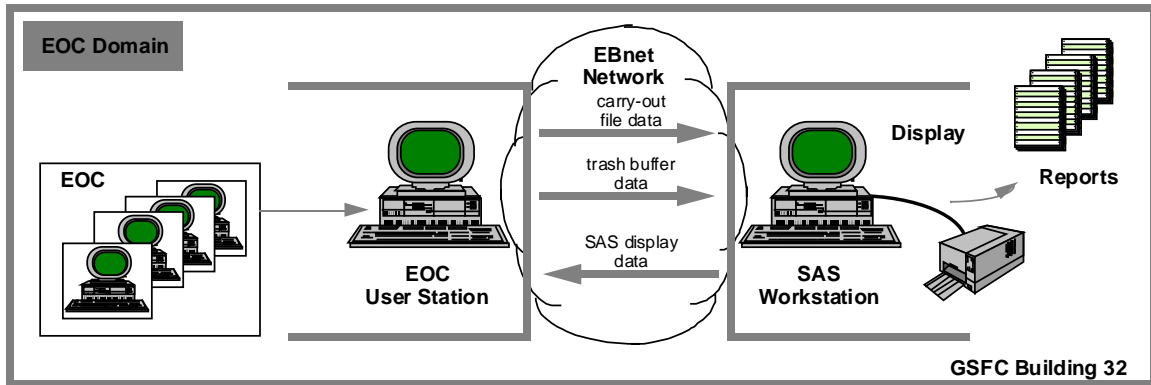 EOC Domain
EBnet
Network
carry-out
file data
trash buffer
data
SAS display
data
EOC
EOC
User Station
SAS
Workstation
Display
Reports
GSFC Building 32